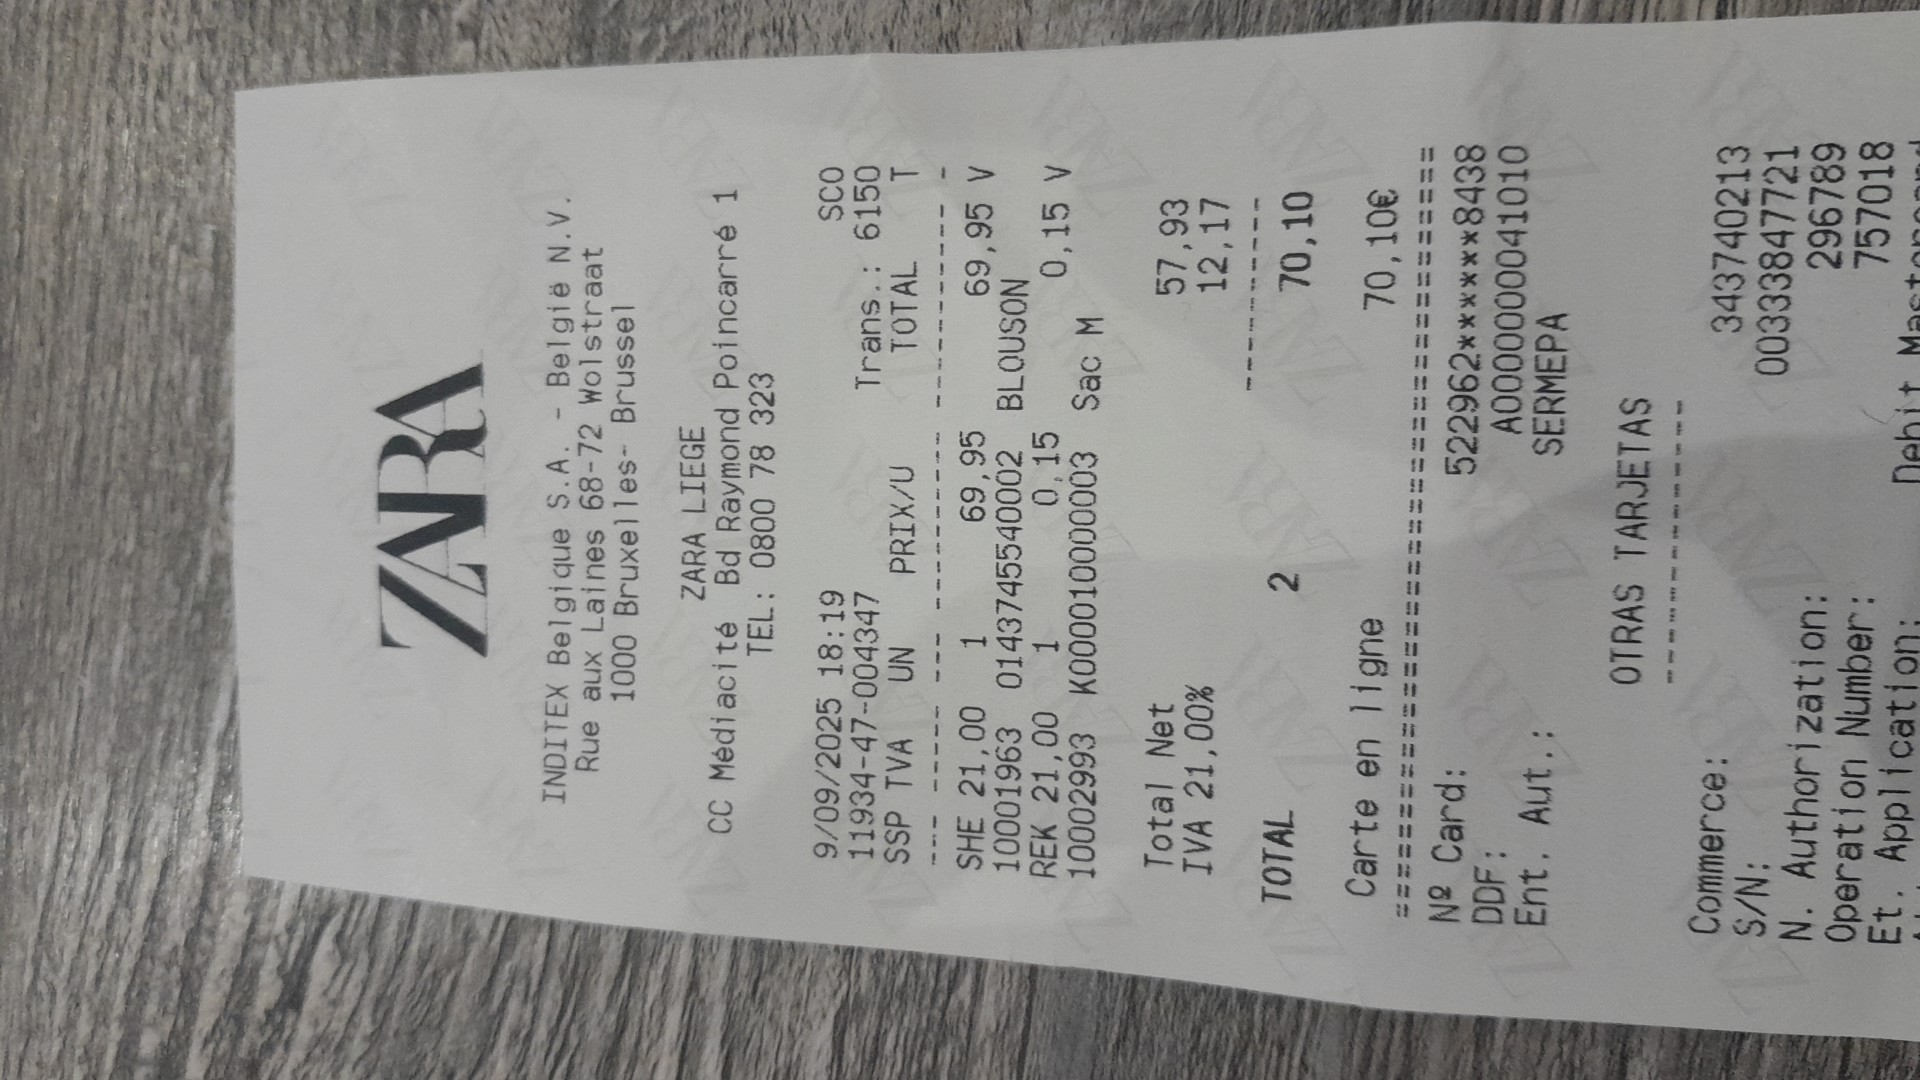 ZARA
INDITEX Belgique S.A. - België N.V.
Rue aux Laines 68-72 Wolstraat
1000 Bruxelles- Brussel
ZARA LIEGE
CC Médiacité Bd Raymond Poincarré 1
TEL: 0800 78 323
9/09/2025 18:19 SCO
11934-47-004347 Trans.: 6150
SSP TVA UN PRIX/U TOTAL T
SHE 21,00 1 69,95 69,95 V
10001963 0143745540002 BLOUSON
REK 21,00 1 0,15 0,15 V
10002993 K00001000000003 Sac M
Total Net 57,93
IVA 21,00% 12,17
TOTAL 2 70,10
Carte en ligne 70,10€
Nº Card: 522962******8438
DDF: A0000000041010
Ent. Aut.: SERMEPA
OTRAS TARJETAS
Commerce: 343740213
S/N: 00333847721
N. Authorization: 296789
Operation Number: 757018
Et. Application: Debit Mastercard